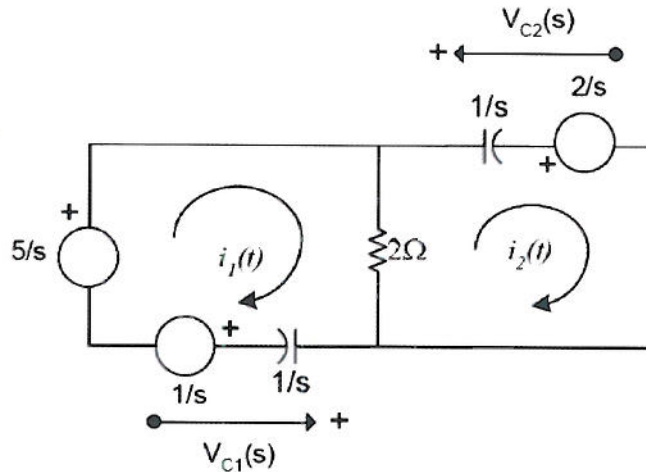 V_C2(s)
+
2/s
1/s
+
+
5/s
i_1(t)
2Ω
i_2(t)
+
1/s
1/s
+
V_C1(s)